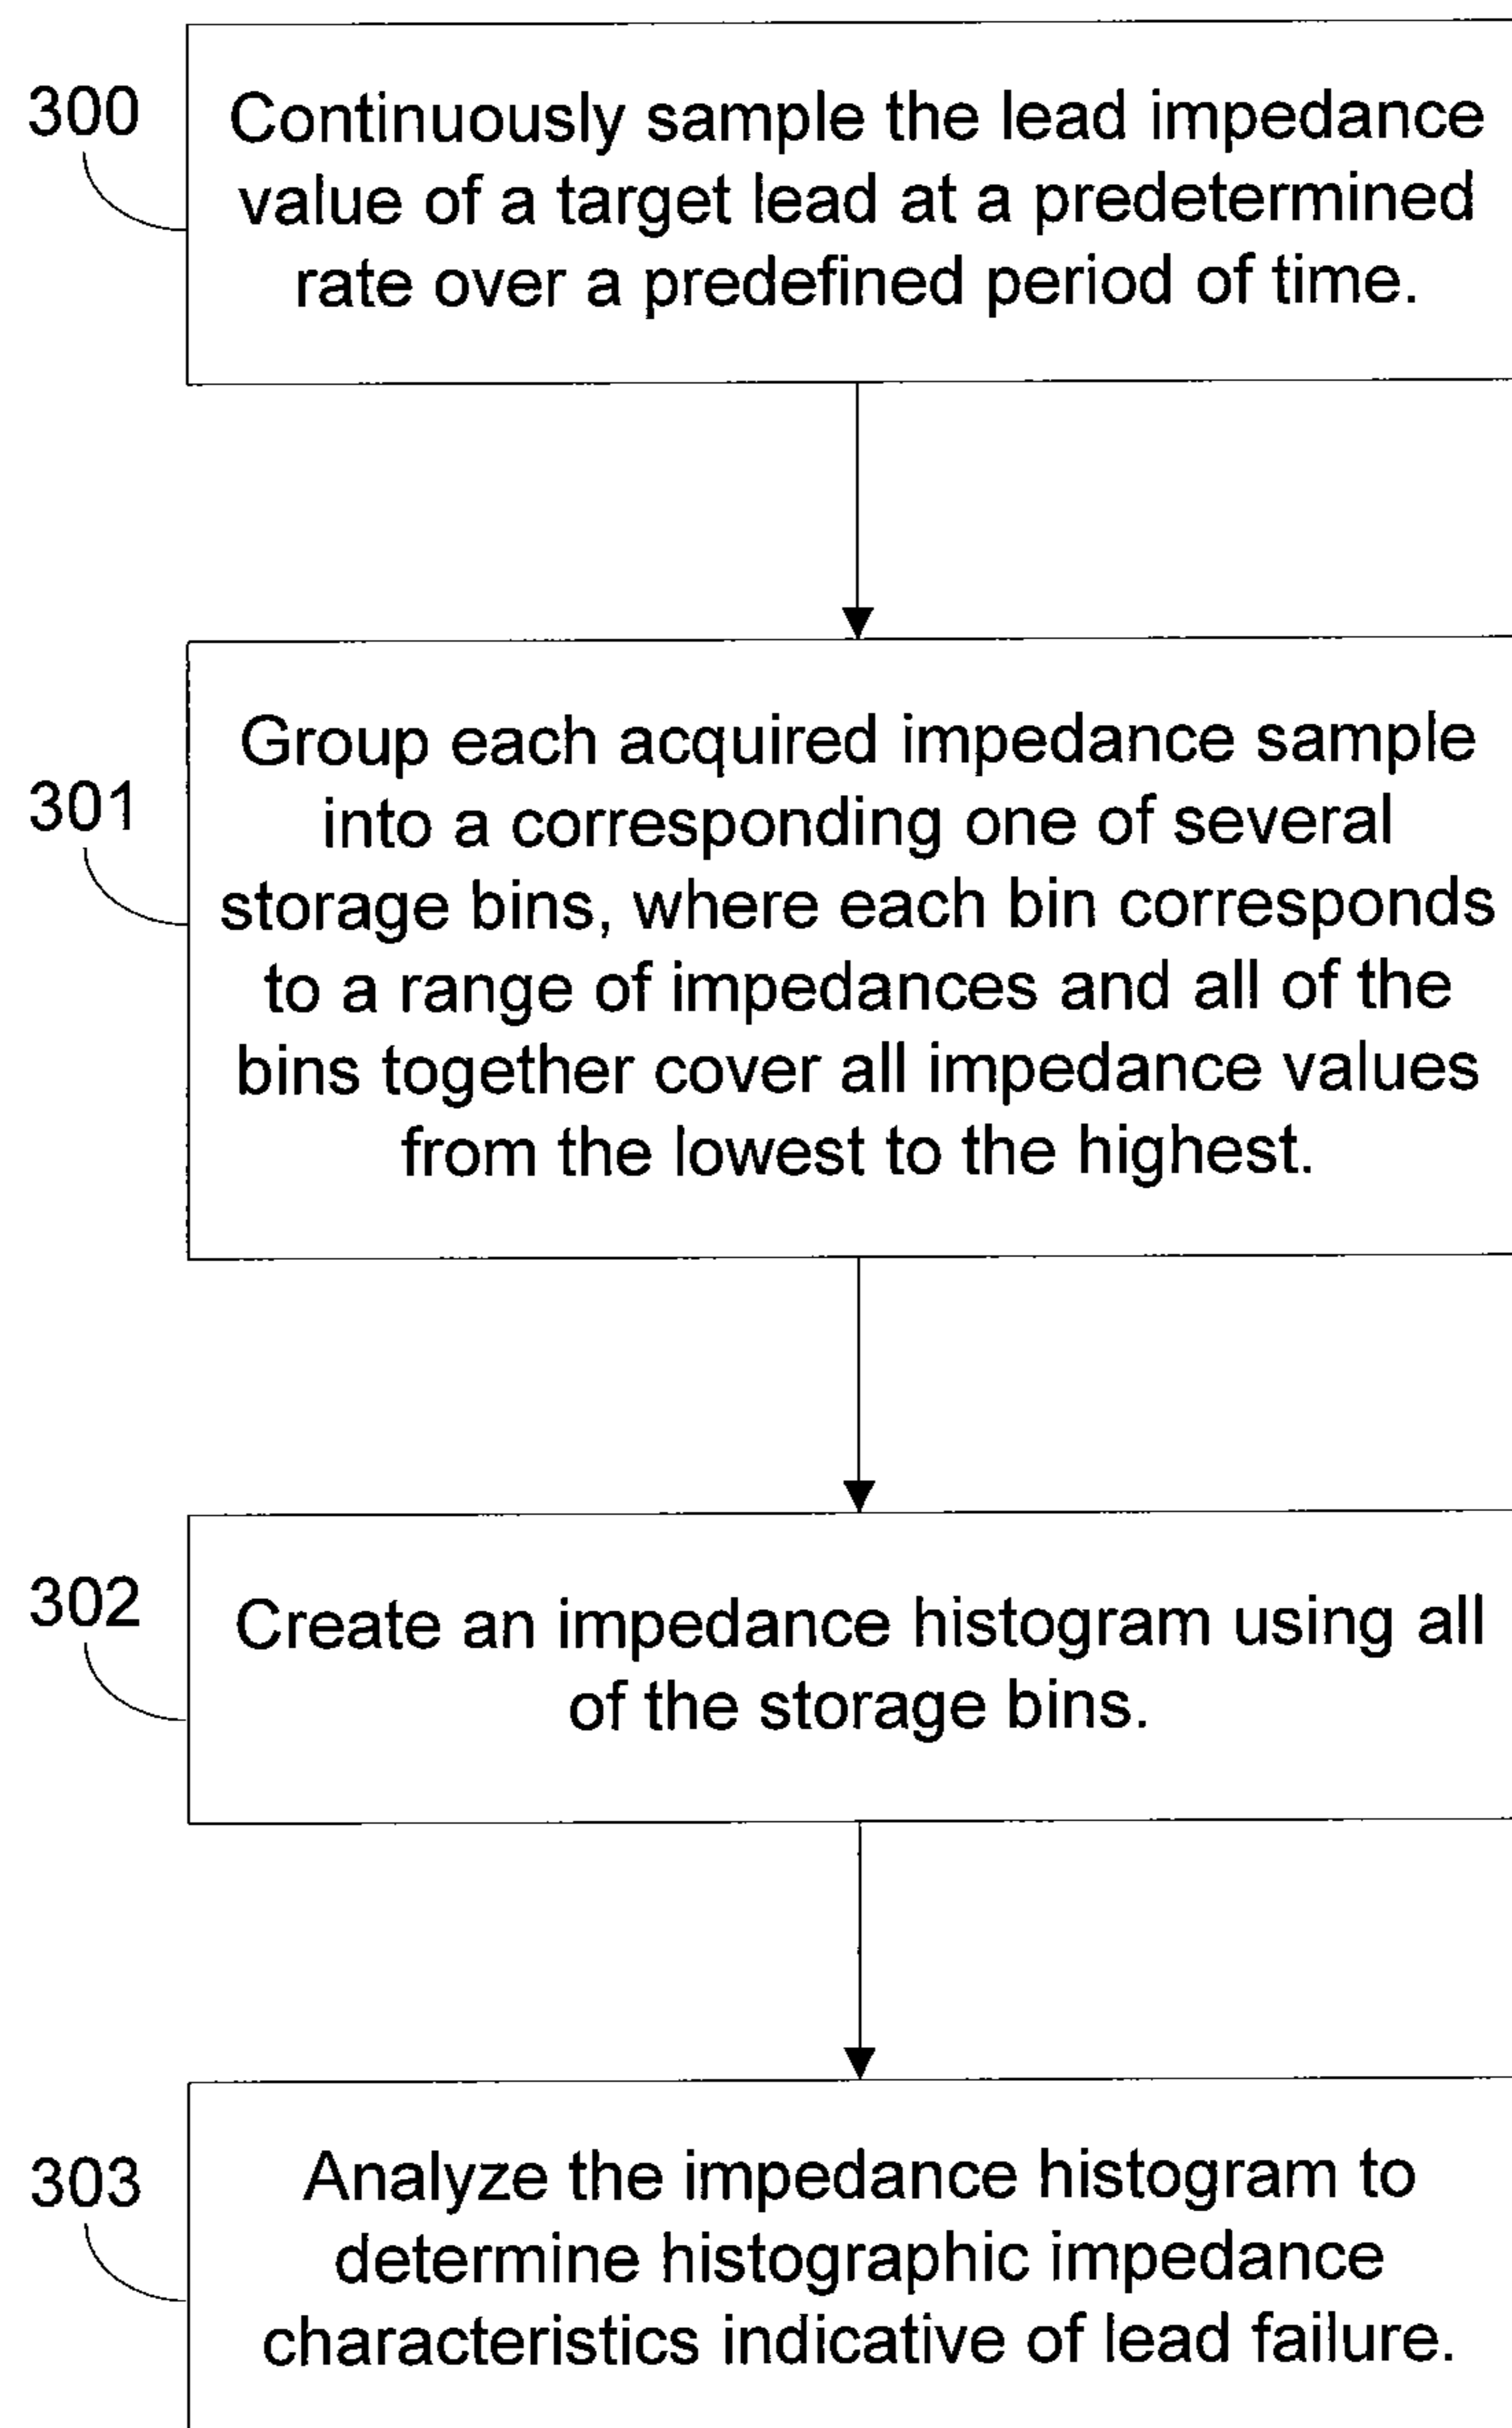 300
Continuously sample the lead impedance
value of a target lead at a predetermined
rate over a predefined period of time.
301
Group each acquired impedance sample
into a corresponding one of several
storage bins, where each bin corresponds
to a range of impedances and all of the
bins together cover all impedance values
from the lowest to the highest.
302
Create an impedance histogram using all
of the storage bins.
303
Analyze the impedance histogram to
determine histographic impedance
characteristics indicative of lead failure.